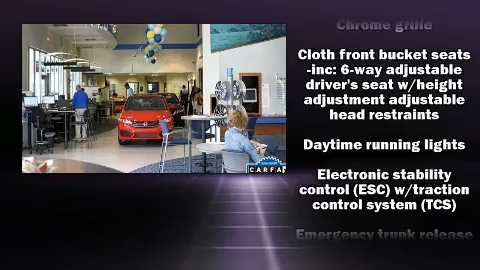 Chrome grille
Cloth front bucket seats
-inc: 6-way adjustable
driver's seat w/height
adjustment adjustable
head restraints
Daytime running lights
Electronic stability
control (ESC) w/traction
control system (TCS)
Emergency trunk release
CARFAX